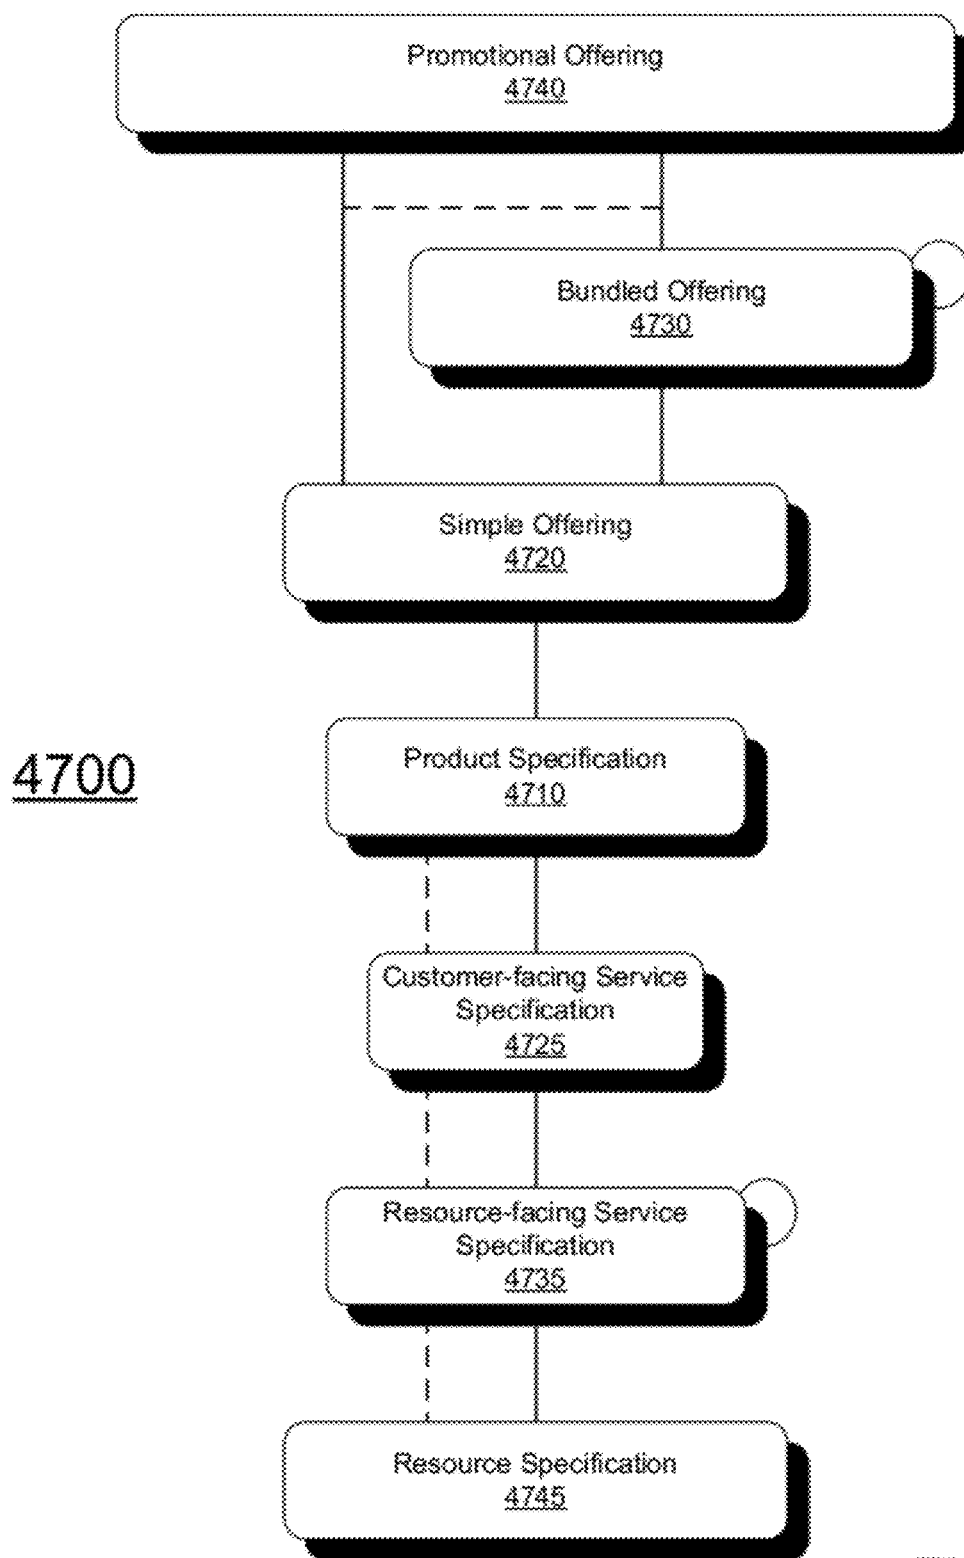 Promotional Offering
4740
Bundled Offering
4730
Simple Offering
4720
4700
Product Specification
4710
Customer-facing Service
Specification
4725
Resource-facing Service
Specification
4735
Resource Specification
4745